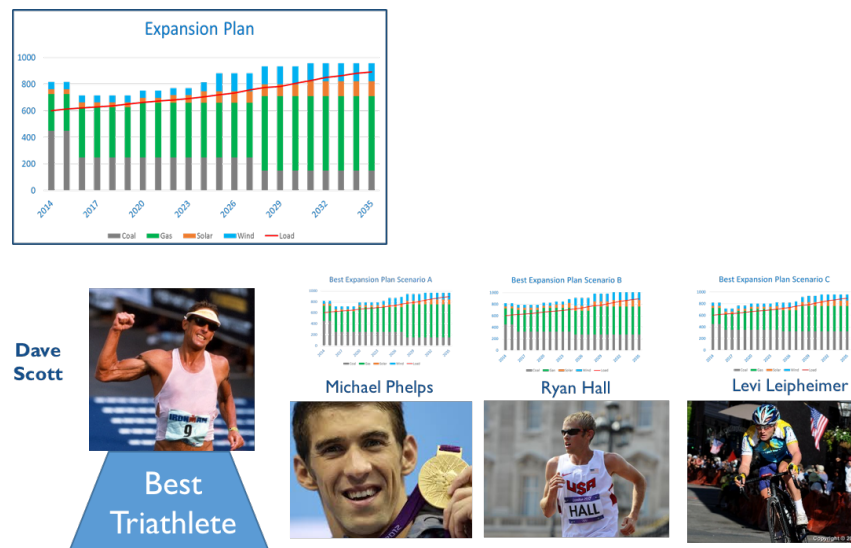 Expansion Plan
1000
800
600
400
200
0
2014
2017
2020
2023
2026
2029
2032
2035
Coal Gas Solar Wind Load
Best Expansion Plan Scenario A
Best Expansion Plan Scenario B
Best Expansion Plan Scenario C
Dave
Scott
Michael Phelps
Ryan Hall
Levi Leipheimer
IRONMAN
9
USA
HALL
Best
Triathlete